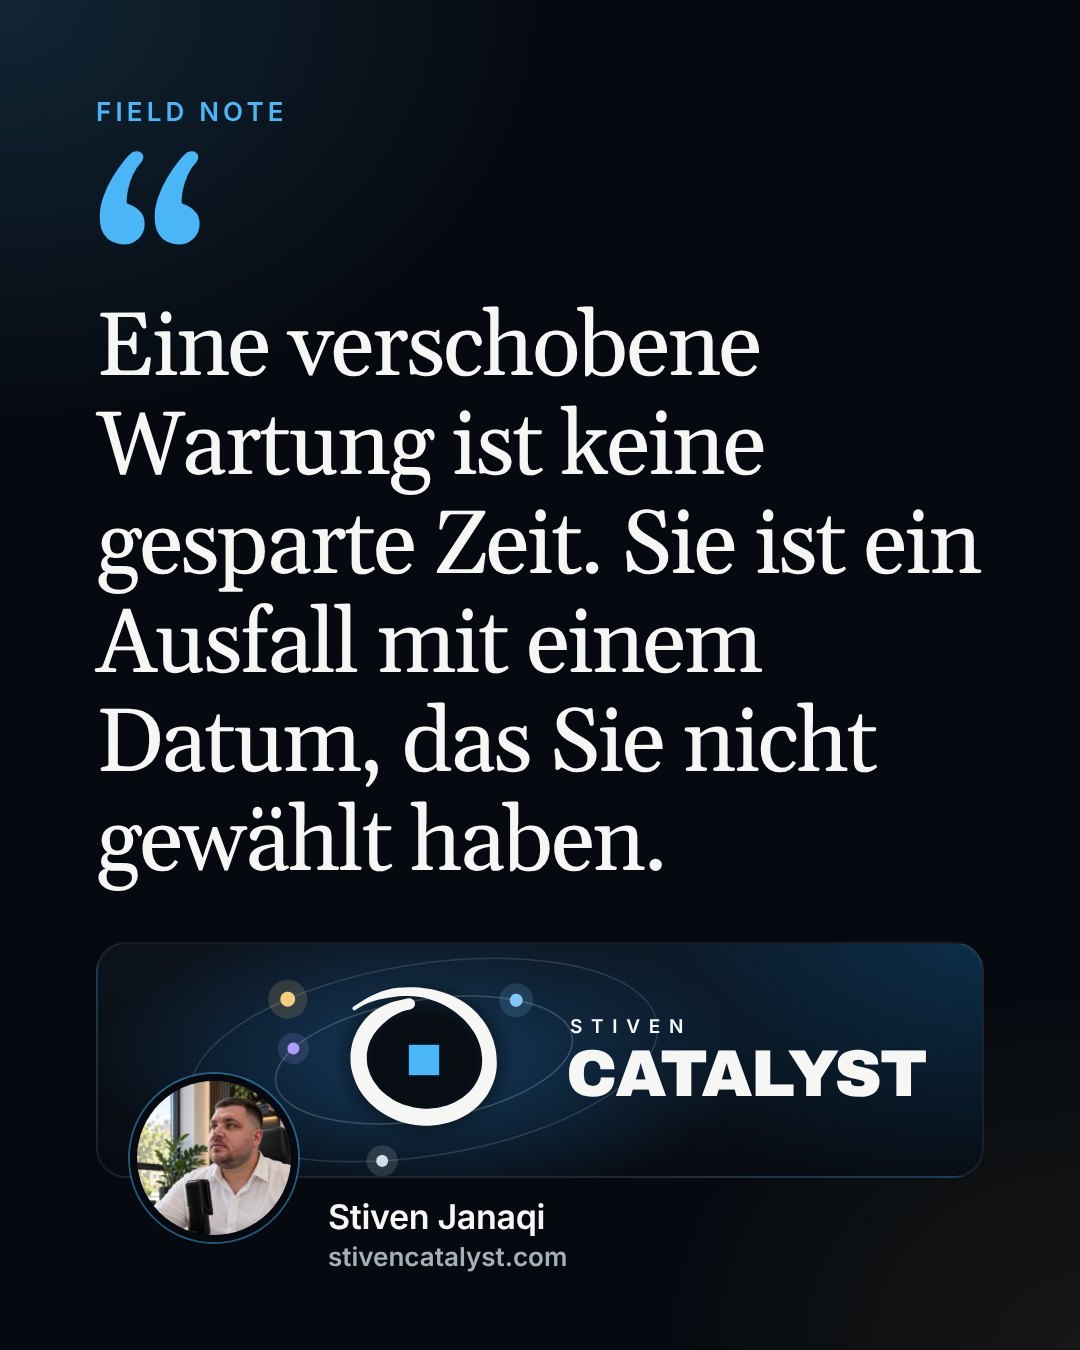 FIELD NOTE
“
Eine verschobene
Wartung ist keine
gesparte Zeit. Sie ist ein
Ausfall mit einem
Datum, das Sie nicht
gewählt haben.
STIVEN
CATALYST
Stiven Janaqi
stivencatalyst.com